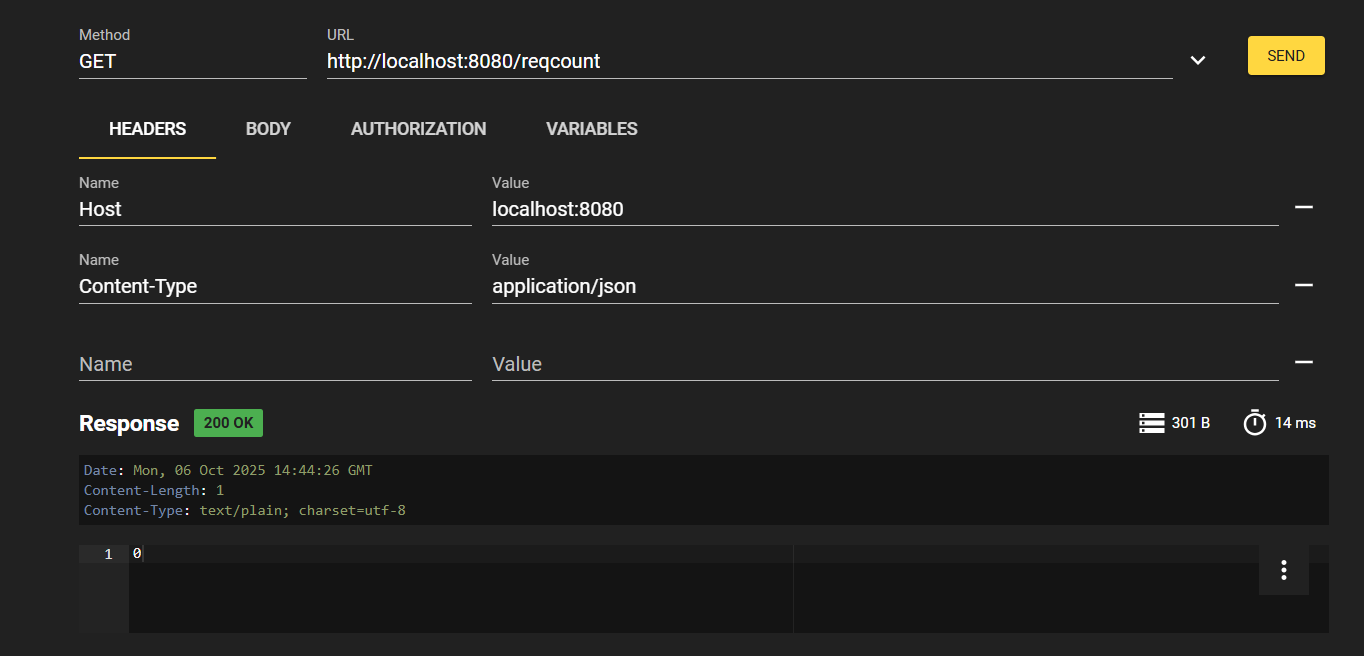 Method URL
GET http://localhost:8080/reqcount SEND
HEADERS BODY AUTHORIZATION VARIABLES
Name Value
Host localhost:8080
Name Value
Content-Type application/json
Name Value
Response 200 OK 301 B 14 ms
Date: Mon, 06 Oct 2025 14:44:26 GMT
Content-Length: 1
Content-Type: text/plain; charset=utf-8
1 0